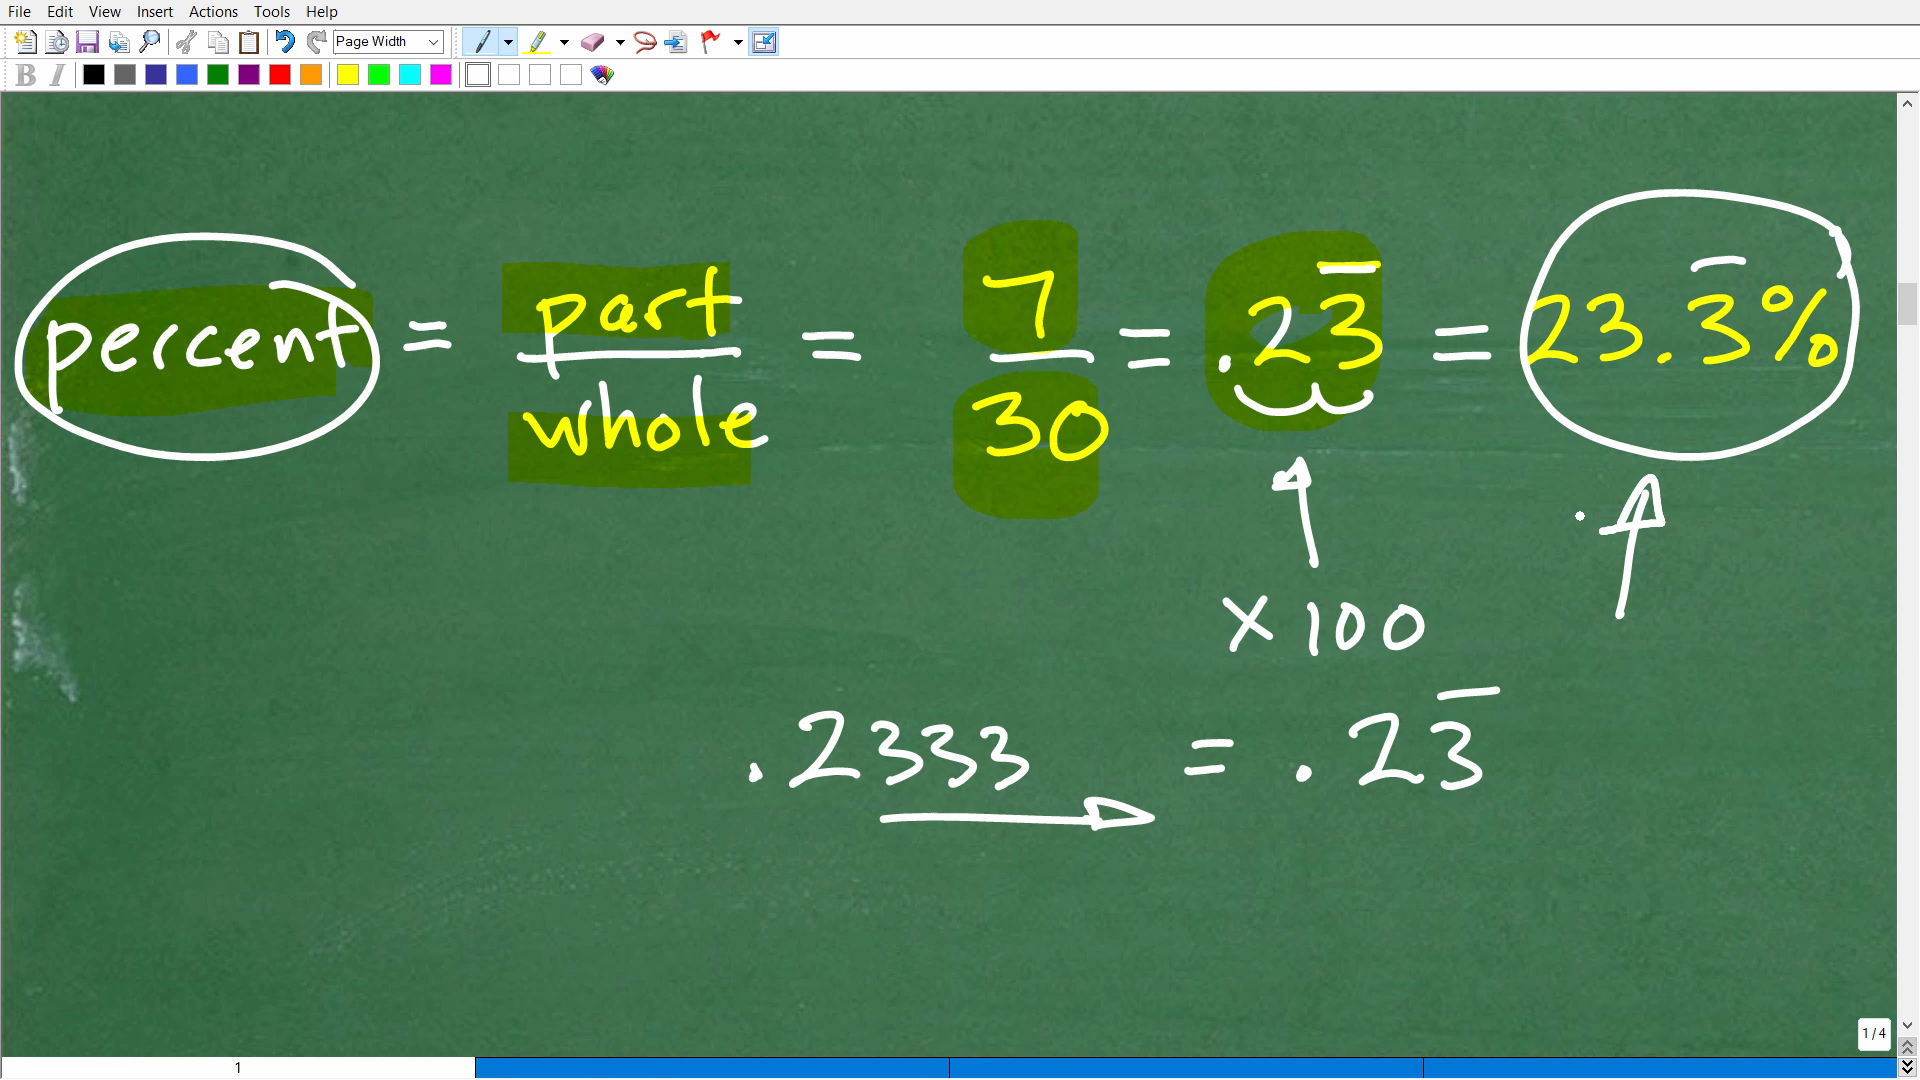 File Edit View Insert Actions Tools Help
Page Width
B I
percent = part/whole = 7/30 = .23̅ = 23.3̅%
× 100
.2333 = .23̅
1 / 4
1